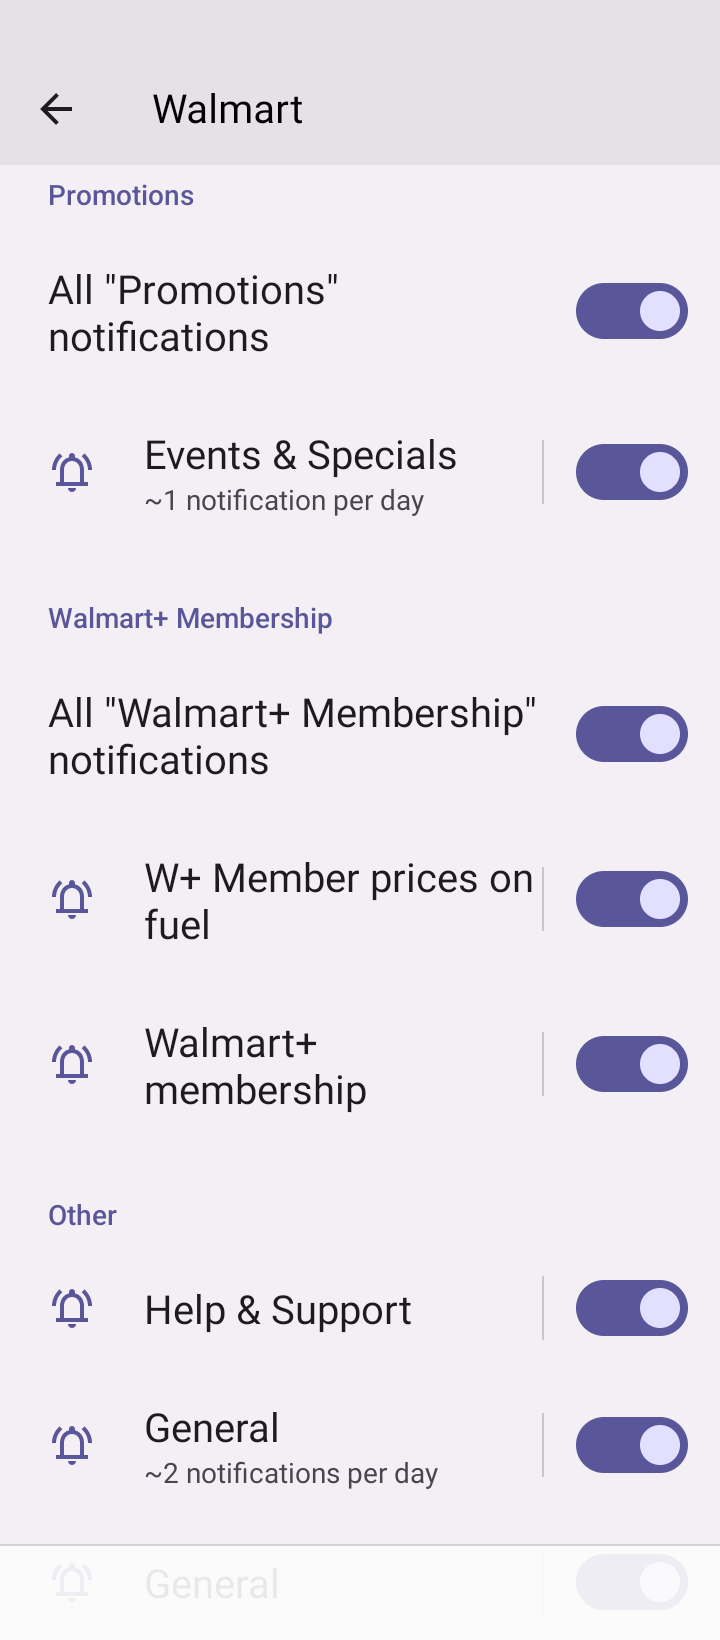 Walmart
Promotions
All "Promotions"
notifications
Events & Specials
~1 notification per day
Walmart+ Membership
All "Walmart+ Membership"
notifications
W+ Member prices on
fuel
Walmart+
membership
Other
Help & Support
General
~2 notifications per day
General